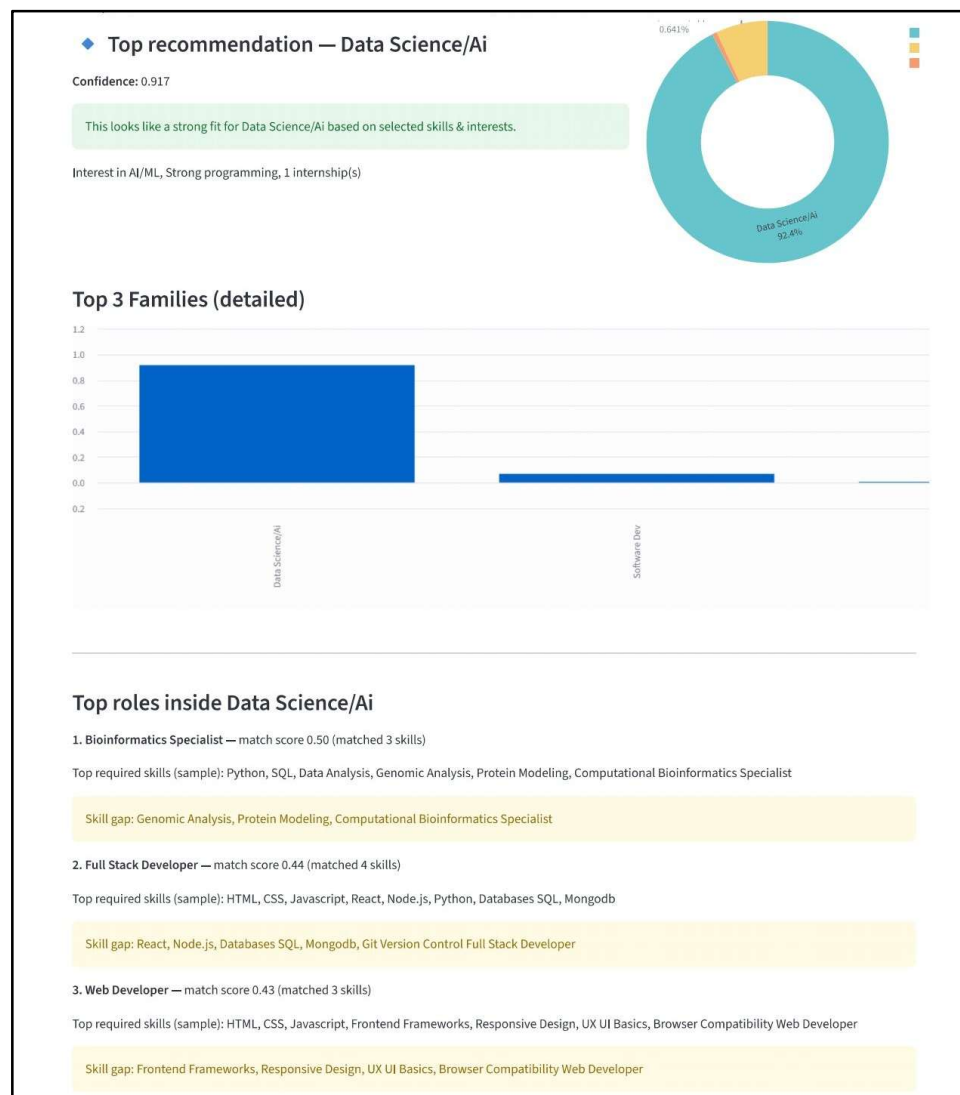 Top recommendation — Data Science/Ai
Confidence: 0.917
This looks like a strong fit for Data Science/Ai based on selected skills & interests.
Interest in AI/ML, Strong programming, 1 internship(s)
0.641%
Data Science/Ai
92.4%
Top 3 Families (detailed)
1.2
1.0
0.8
0.6
0.4
0.2
0.0
0.2
Data Science/Ai
Software Dev
Top roles inside Data Science/Ai
1. Bioinformatics Specialist — match score 0.50 (matched 3 skills)
Top required skills (sample): Python, SQL, Data Analysis, Genomic Analysis, Protein Modeling, Computational Bioinformatics Specialist
Skill gap: Genomic Analysis, Protein Modeling, Computational Bioinformatics Specialist
2. Full Stack Developer — match score 0.44 (matched 4 skills)
Top required skills (sample): HTML, CSS, Javascript, React, Node.js, Python, Databases SQL, Mongodb
Skill gap: React, Node.js, Databases SQL, Mongodb, Git Version Control Full Stack Developer
3. Web Developer — match score 0.43 (matched 3 skills)
Top required skills (sample): HTML, CSS, Javascript, Frontend Frameworks, Responsive Design, UX UI Basics, Browser Compatibility Web Developer
Skill gap: Frontend Frameworks, Responsive Design, UX UI Basics, Browser Compatibility Web Developer